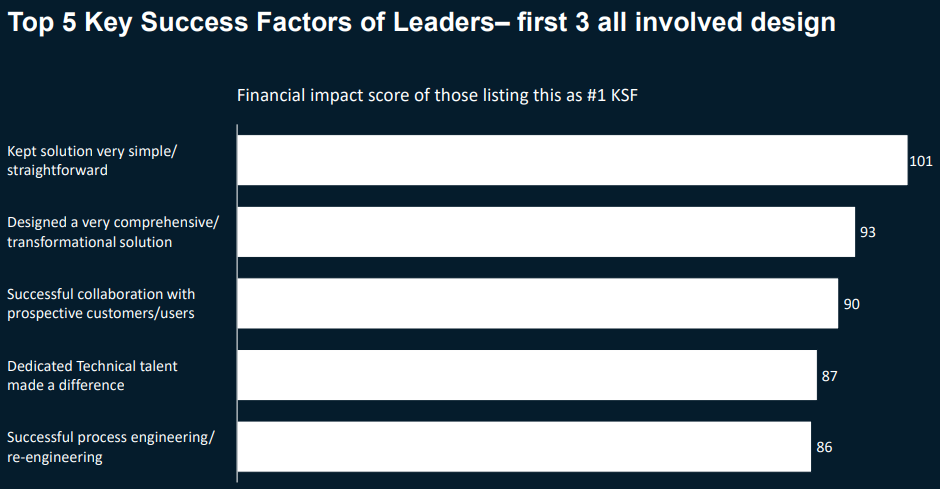 Top 5 Key Success Factors of Leaders– first 3 all involved design
Financial impact score of those listing this as #1 KSF
Kept solution very simple/
straightforward
101
Designed a very comprehensive/
transformational solution
93
Successful collaboration with
prospective customers/users
90
Dedicated Technical talent
made a difference
87
Successful process engineering/
re-engineering
86